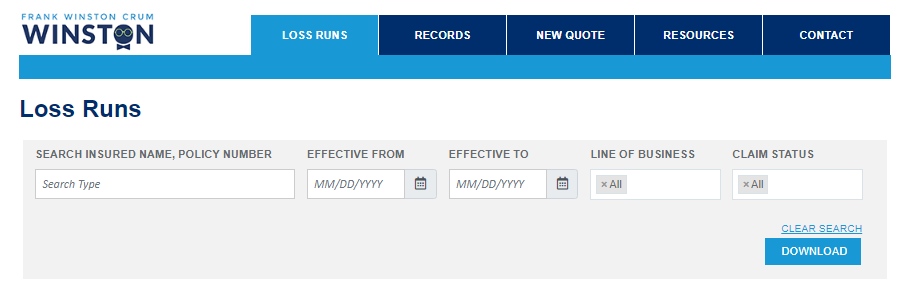 FRANK WINSTON CRUM
WINSTON
LOSS RUNS
RECORDS
NEW QUOTE
RESOURCES
CONTACT
Loss Runs
SEARCH INSURED NAME, POLICY NUMBER
EFFECTIVE FROM
EFFECTIVE TO
LINE OF BUSINESS
CLAIM STATUS
Search Type
MM/DD/YYYY
MM/DD/YYYY
×All
×All
CLEAR SEARCH
DOWNLOAD